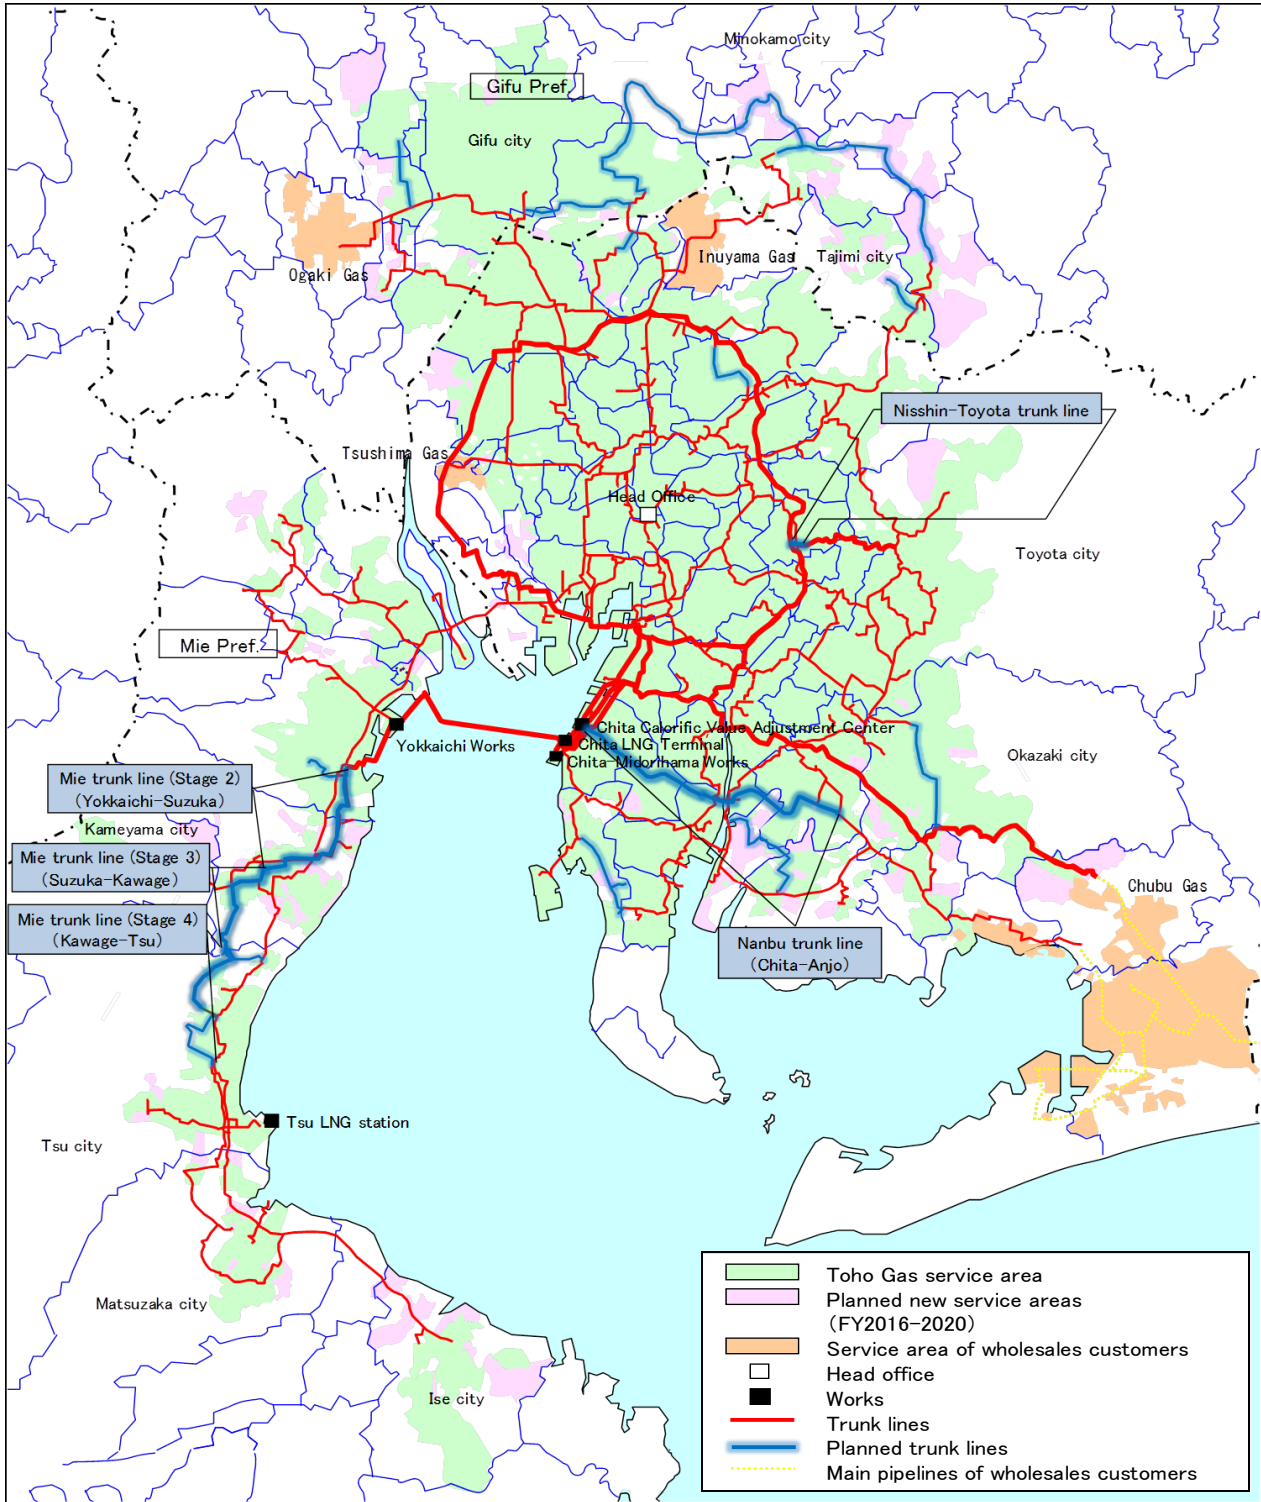 Minokamo city
Gifu Pref.
Gifu city
Ogaki Gas
Inuyama Gas
Tajimi city
Nisshin-Toyota trunk line
Tsushima Gas
Head Office
Toyota city
Mie Pref.
Chita Calorific Value Adjustment Center
Yokkaichi Works
Chita LNG Terminal
Chita-Midorihama Works
Okazaki city
Mie trunk line (Stage 2)
(Yokkaichi-Suzuka)
Kameyama city
Mie trunk line (Stage 3)
(Suzuka-Kawage)
Chubu Gas
Mie trunk line (Stage 4)
(Kawage-Tsu)
Nanbu trunk line
(Chita-Anjo)
Tsu LNG station
Tsu city
Matsuzaka city
Ise city
Toho Gas service area
Planned new service areas
(FY2016-2020)
Service area of wholesales customers
Head office
Works
Trunk lines
Planned trunk lines
Main pipelines of wholesales customers